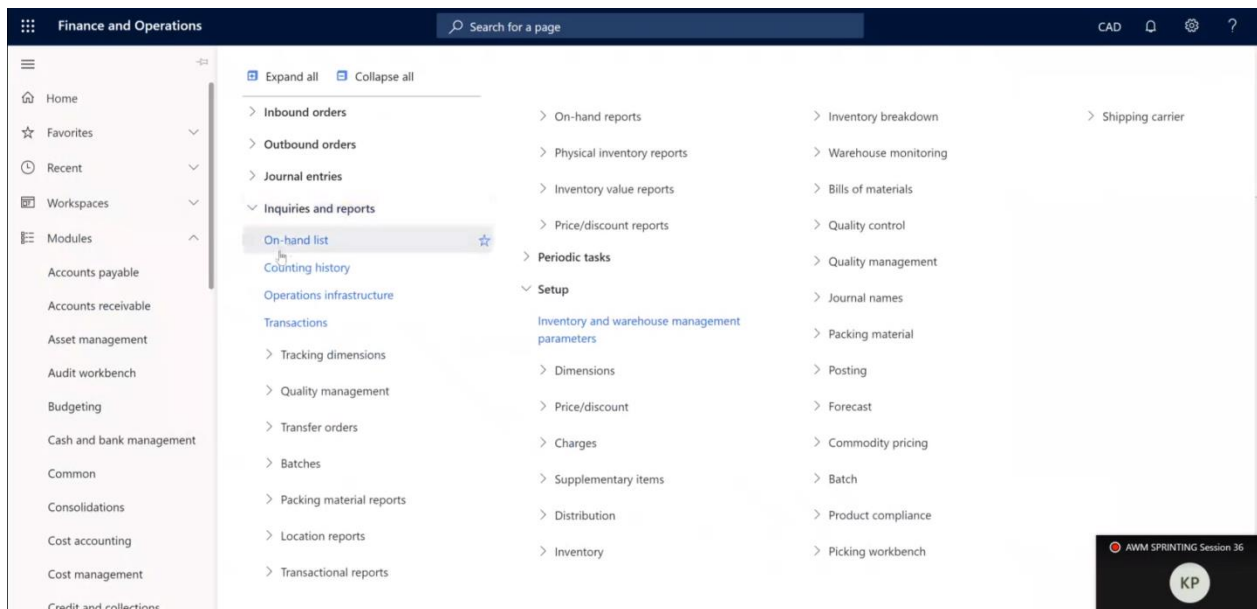 Finance and Operations
Search for a page
CAD
?
Home
Favorites
Recent
Workspaces
Modules
Accounts payable
Accounts receivable
Asset management
Audit workbench
Budgeting
Cash and bank management
Common
Consolidations
Cost accounting
Cost management
Credit and collections
Expand all
Collapse all
Inbound orders
Outbound orders
Journal entries
Inquiries and reports
On-hand list
Counting history
Operations infrastructure
Transactions
Tracking dimensions
Quality management
Transfer orders
Batches
Packing material reports
Location reports
Transactional reports
On-hand reports
Physical inventory reports
Inventory value reports
Price/discount reports
Periodic tasks
Setup
Inventory and warehouse management
parameters
Dimensions
Price/discount
Charges
Supplementary items
Distribution
Inventory
Inventory breakdown
Warehouse monitoring
Bills of materials
Quality control
Quality management
Journal names
Packing material
Posting
Forecast
Commodity pricing
Batch
Product compliance
Picking workbench
Shipping carrier
AWM SPRINTING Session 36
KP